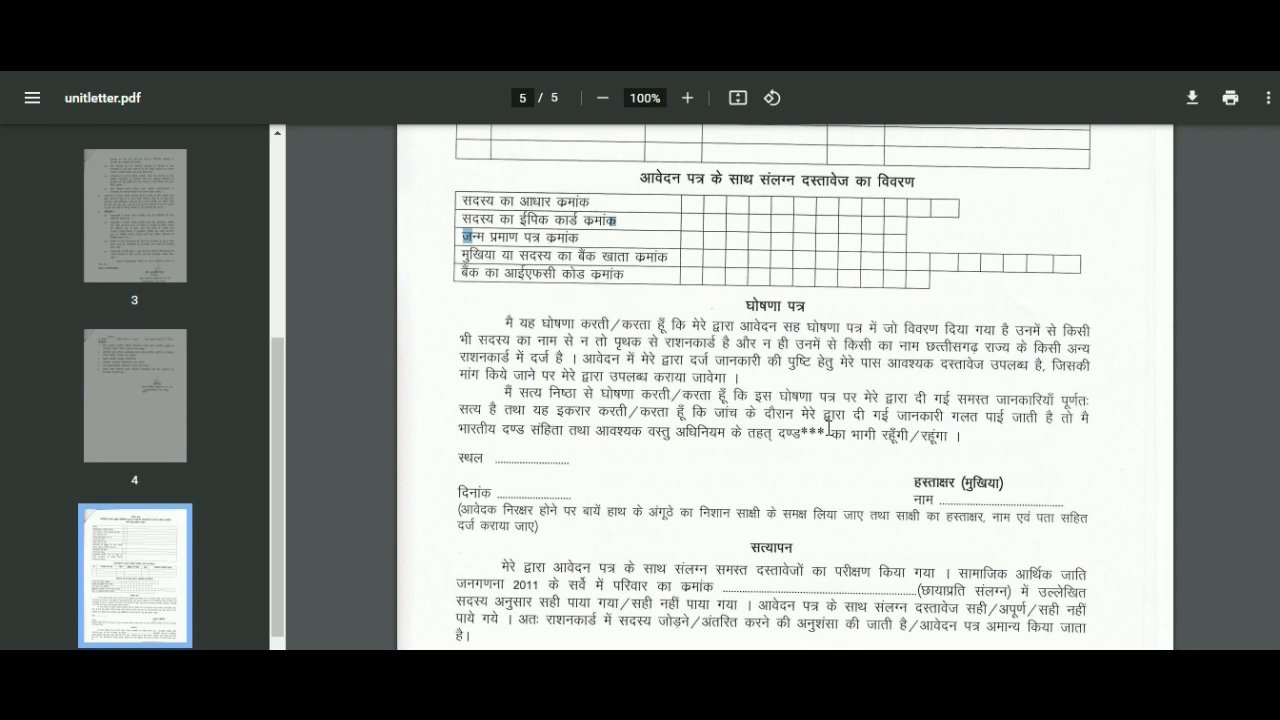 unitletter.pdf
5 / 5
100%
आवेदन पत्र के साथ संलग्न दस्तावेज का विवरण
सदस्य का आधार क्रमांक
सदस्य का ईपिक कार्ड क्रमांक
जन्म प्रमाण पत्र क्रमांक
मुखिया या सदस्य का बैंक खाता क्रमांक
बैंक का आईएफसी कोड क्रमांक
घोषणा पत्र
मै यह घोषणा करती/करता हूँ कि मेरे द्वारा आवेदन सह घोषणा पत्र में जो विवरण दिया गया है उनमें से किसी
भी सदस्य का नाम से न तो पृथक से राशनकार्ड है और न ही उनमें से किसी का नाम छत्तीसगढ़ राज्य के किसी अन्य
राशनकार्ड में दर्ज है । आवेदन में मेरे द्वारा दर्ज जानकारी की पुष्टि हेतु मेरे पास आवश्यक दस्तावेज उपलब्ध है, जिसकी
मांग किये जाने पर मेरे द्वारा उपलब्ध कराया जावेगा ।
मैं सत्य निष्ठा से घोषणा करती/करता हूँ कि इस घोषणा पत्र पर मेरे द्वारा दी गई समस्त जानकारियाँ पूर्णतः
सत्य है तथा यह इकरार करती/करता हूँ कि जांच के दौरान मेरे द्वारा दी गई जानकारी गलत पाई जाती है तो मै
भारतीय दण्ड संहिता तथा आवश्यक वस्तु अधिनियम के तहत् दण्ड*** का भागी रहूँगी/रहूंगा ।
स्थल ..........................
हस्ताक्षर (मुखिया)
दिनांक ..........................
नाम ............................................
(आवेदक निरक्षर होने पर बायें हाथ के अंगूठे का निशान साक्षी के समक्ष लिया जाए तथा साक्षी का हस्ताक्षर, नाम एवं पता सहित
दर्ज कराया जाए)
सत्यापन
मेरे द्वारा आवेदन पत्र के साथ संलग्न समस्त दस्तावेजों का परीक्षण किया गया । सामाजिक आर्थिक जाति
जनगणना 2011 के सर्वे में परिवार का क्रमांक ....................................................(छायाप्रति संलग्न) में उल्लेखित
सदस्य अनुसार सही पाया गया/सही नहीं पाया गया । आवेदन पत्र के साथ संलग्न दस्तावेज सही/अपूर्ण/सही नहीं
पाये गये । अतः राशनकार्ड में सदस्य जोड़ने/अंतरित करने की अनुशंसा की जाती है/आवेदन पत्र अमान्य किया जाता
है।
3
4